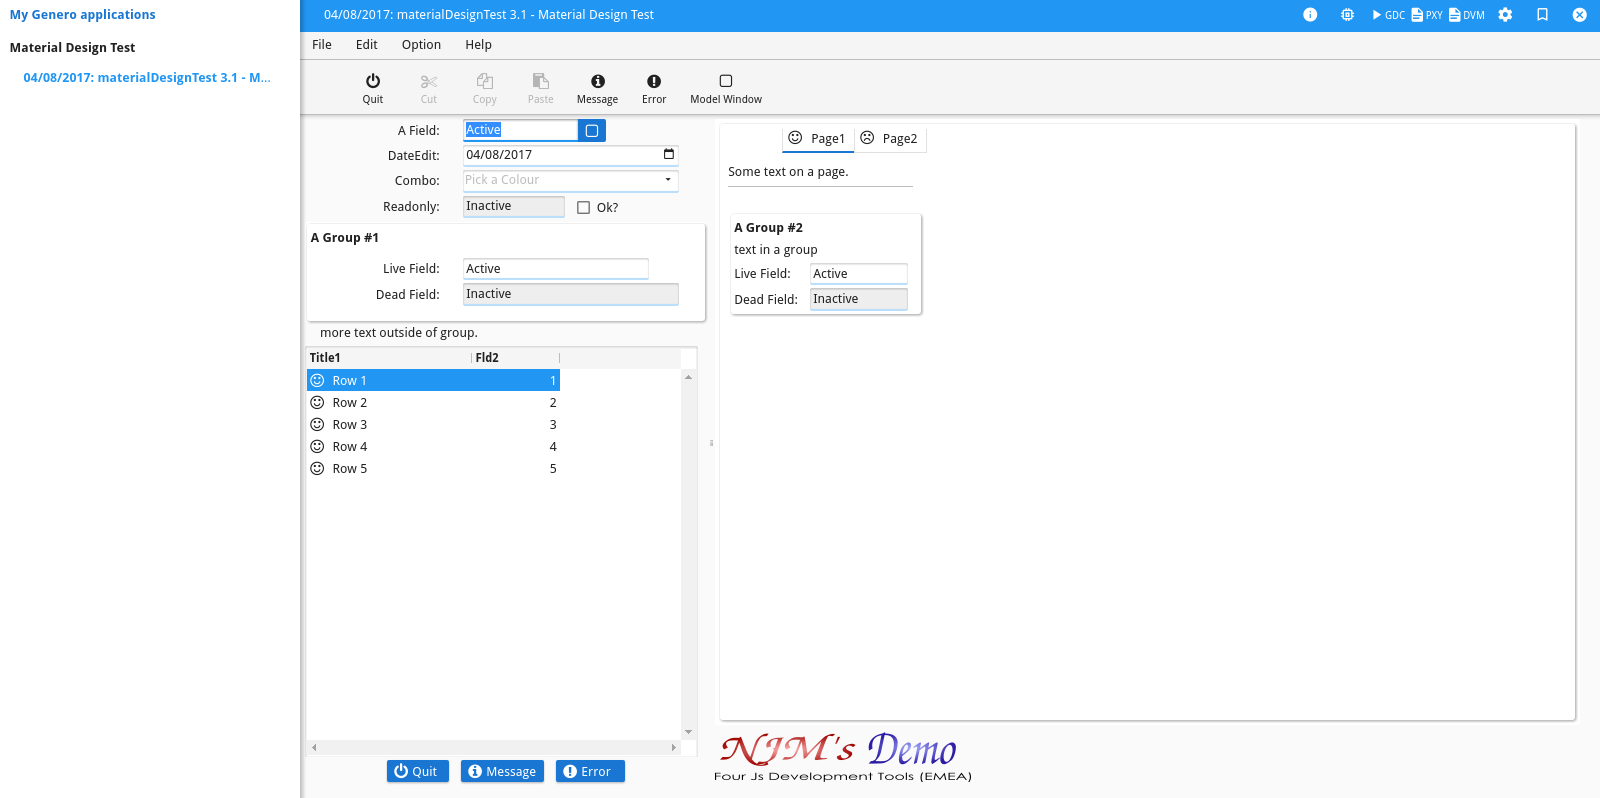 My Genero applications
Material Design Test
04/08/2017: materialDesignTest 3.1 - M...
04/08/2017: materialDesignTest 3.1 - Material Design Test
GDC PXY DVM
File Edit Option Help
Quit Cut Copy Paste Message Error Model Window
A Field: Active
DateEdit: 04/08/2017
Combo: Pick a Colour
Readonly: Inactive Ok?
A Group #1
Live Field: Active
Dead Field: Inactive
more text outside of group.
Title1 Fld2
Row 1 1
Row 2 2
Row 3 3
Row 4 4
Row 5 5
Quit Message Error
Page1 Page2
Some text on a page.
A Group #2
text in a group
Live Field: Active
Dead Field: Inactive
NJM's Demo
Four Js Development Tools (EMEA)